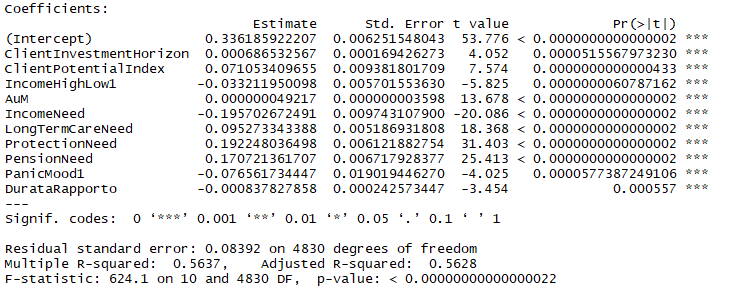 Coefficients:
Estimate Std. Error t value Pr(>|t|)
(Intercept) 0.336185922207 0.006251548043 53.776 < 0.0000000000000002 ***
ClientInvestmentHorizon 0.000686532567 0.000169426273 4.052 0.0000515567973230 ***
ClientPotentialIndex 0.071053409655 0.009381801709 7.574 0.0000000000000433 ***
IncomeHighLow1 -0.033211950098 0.005701553630 -5.825 0.0000000060787162 ***
AuM 0.000000049217 0.000000003598 13.678 < 0.0000000000000002 ***
IncomeNeed -0.195702672491 0.009743107900 -20.086 < 0.0000000000000002 ***
LongTermCareNeed 0.095273343388 0.005186931808 18.368 < 0.0000000000000002 ***
ProtectionNeed 0.192248036498 0.006121882754 31.403 < 0.0000000000000002 ***
PensionNeed 0.170721361707 0.006717928377 25.413 < 0.0000000000000002 ***
PanicMood1 -0.076561734447 0.019019446270 -4.025 0.0000577387249106 ***
DurataRapporto -0.000837827858 0.000242573447 -3.454 0.000557 ***
---
Signif. codes: 0 ‘***’ 0.001 ‘**’ 0.01 ‘*’ 0.05 ‘.’ 0.1 ‘ ’ 1
Residual standard error: 0.08392 on 4830 degrees of freedom
Multiple R-squared: 0.5637, Adjusted R-squared: 0.5628
F-statistic: 624.1 on 10 and 4830 DF, p-value: < 0.00000000000000022